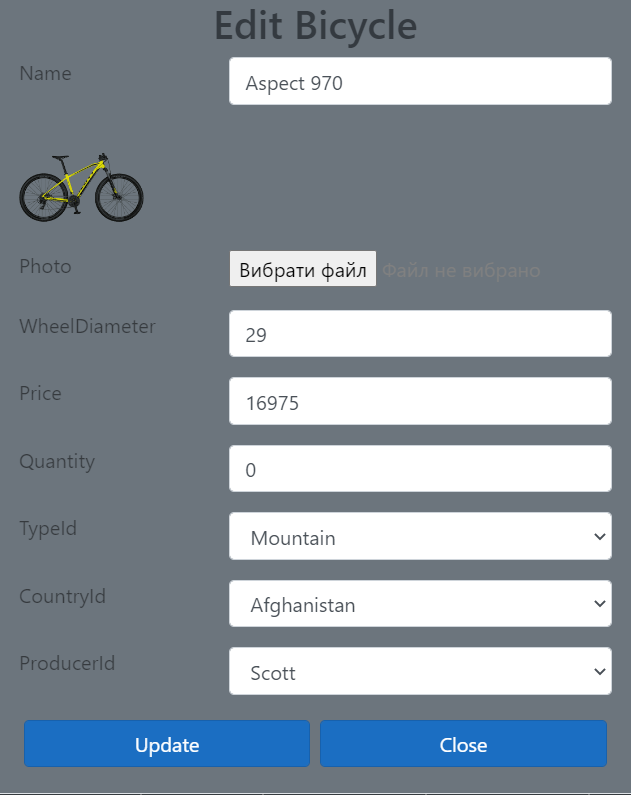 Edit Bicycle
Name
Aspect 970
Photo
Вибрати файл Файл не вибрано
WheelDiameter
29
Price
16975
Quantity
0
TypeId
Mountain
CountryId
Afghanistan
ProducerId
Scott
Update
Close